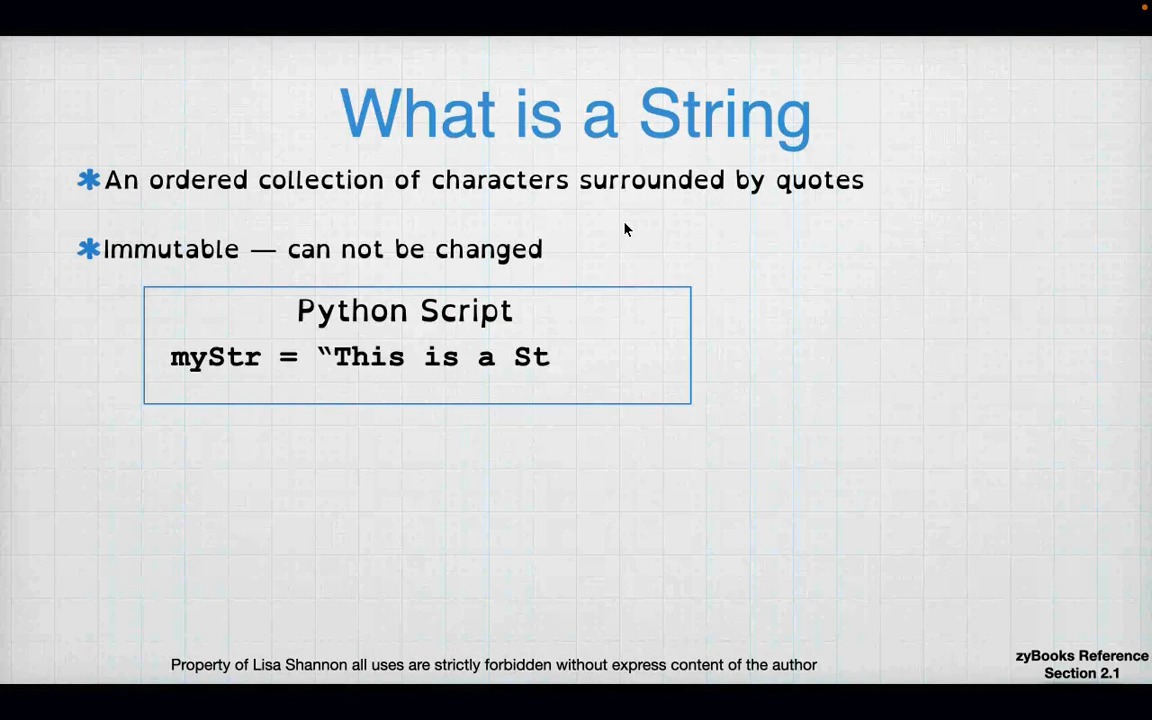 What is a String
✱An ordered collection of characters surrounded by quotes
✱Immutable — can not be changed
Python Script
myStr = “This is a St
Property of Lisa Shannon all uses are strictly forbidden without express content of the author
zyBooks Reference
Section 2.1